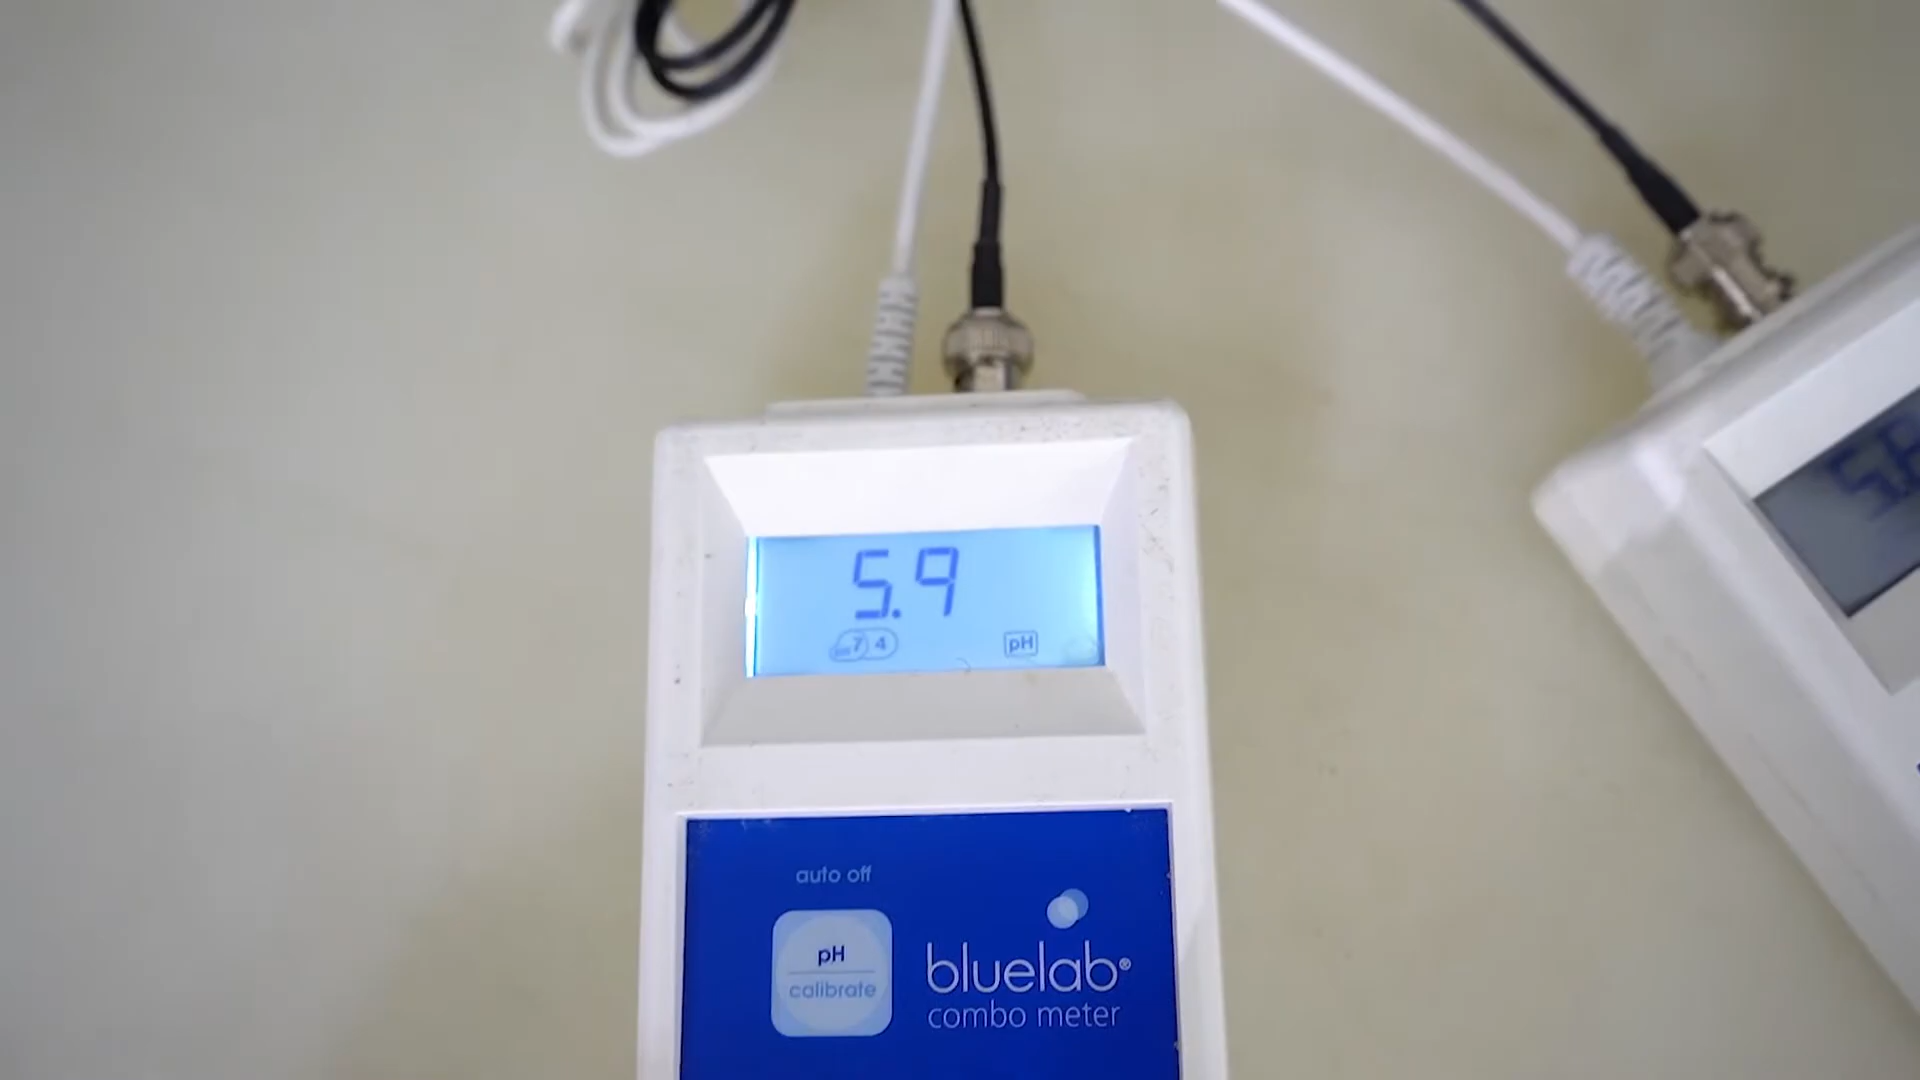 5.9
7 4
pH
auto off
pH
calibrate
bluelab®
combo meter